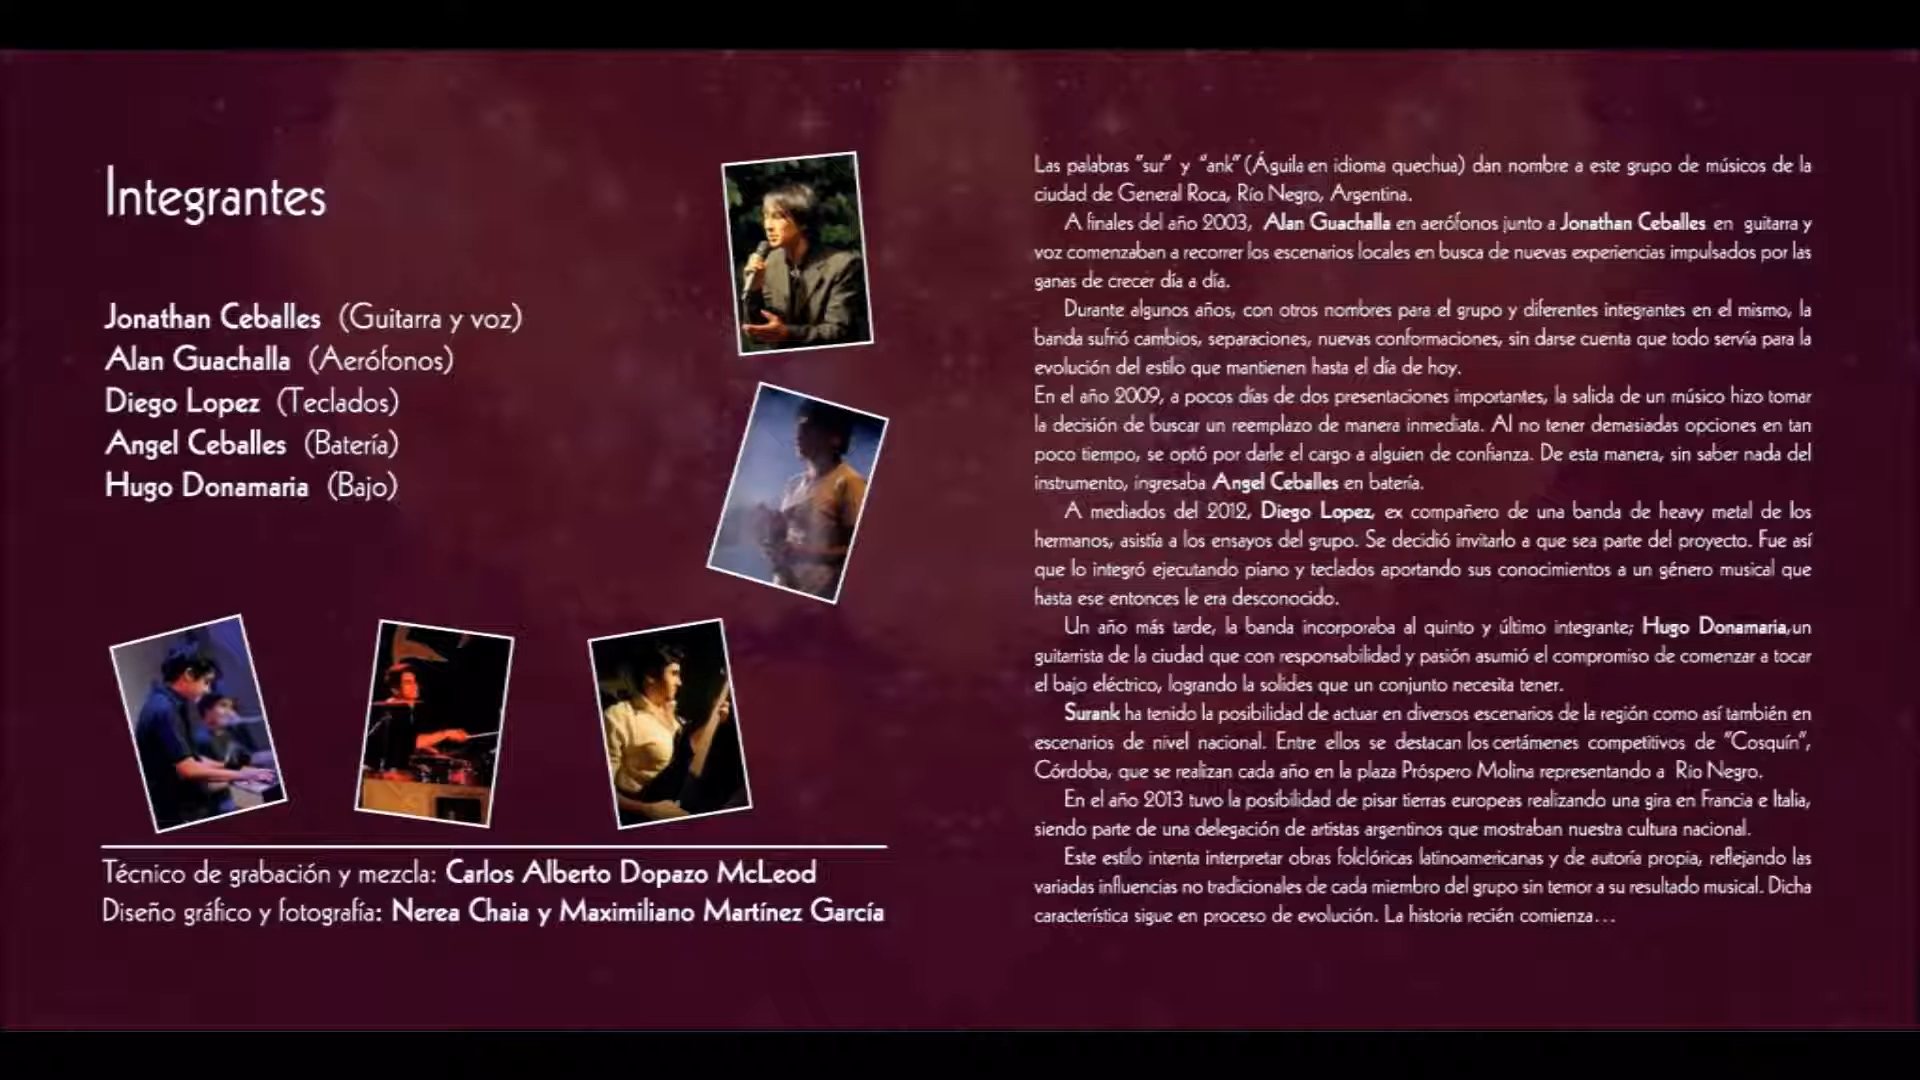 Integrantes
Jonathan Ceballes (Guitarra y voz)
Alan Guachalla (Aerófonos)
Diego Lopez (Teclados)
Angel Ceballes (Batería)
Hugo Donamaria (Bajo)
Técnico de grabación y mezcla: Carlos Alberto Dopazo McLeod
Diseño gráfico y fotografía: Nerea Chaia y Maximiliano Martínez García
Las palabras "sur" y "ank" (Águila en idioma quechua) dan nombre a este grupo de músicos de la
ciudad de General Roca, Río Negro, Argentina.
A finales del año 2003, Alan Guachalla en aerófonos junto a Jonathan Ceballes en guitarra y
voz comenzaban a recorrer los escenarios locales en busca de nuevas experiencias impulsados por las
ganas de crecer día a día.
Durante algunos años, con otros nombres para el grupo y diferentes integrantes en el mismo, la
banda sufrió cambios, separaciones, nuevas conformaciones, sin darse cuenta que todo servía para la
evolución del estilo que mantienen hasta el día de hoy.
En el año 2009, a pocos días de dos presentaciones importantes, la salida de un músico hizo tomar
la decisión de buscar un reemplazo de manera inmediata. Al no tener demasiadas opciones en tan
poco tiempo, se optó por darle el cargo a alguien de confianza. De esta manera, sin saber nada del
instrumento, ingresaba Angel Ceballes en batería.
A mediados del 2012, Diego Lopez, ex compañero de una banda de heavy metal de los
hermanos, asistía a los ensayos del grupo. Se decidió invitarlo a que sea parte del proyecto. Fue así
que lo integró ejecutando piano y teclados aportando sus conocimientos a un género musical que
hasta ese entonces le era desconocido.
Un año más tarde, la banda incorporaba al quinto y último integrante; Hugo Donamaria,un
guitarrista de la ciudad que con responsabilidad y pasión asumió el compromiso de comenzar a tocar
el bajo eléctrico, logrando la solides que un conjunto necesita tener.
Surank ha tenido la posibilidad de actuar en diversos escenarios de la región como así también en
escenarios de nivel nacional. Entre ellos se destacan los certámenes competitivos de "Cosquín",
Córdoba, que se realizan cada año en la plaza Próspero Molina representando a Río Negro.
En el año 2013 tuvo la posibilidad de pisar tierras europeas realizando una gira en Francia e Italia,
siendo parte de una delegación de artistas argentinos que mostraban nuestra cultura nacional.
Este estilo intenta interpretar obras folclóricas latinoamericanas y de autoría propia, reflejando las
variadas influencias no tradicionales de cada miembro del grupo sin temor a su resultado musical. Dicha
característica sigue en proceso de evolución. La historia recién comienza...